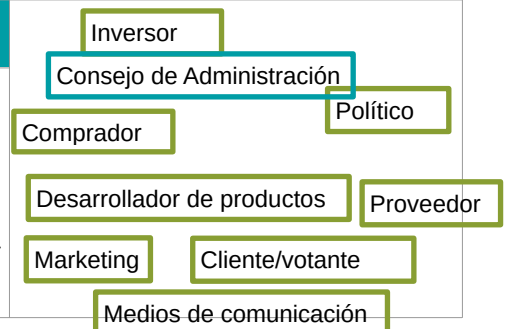 Inversor
Consejo de Administración
Político
Comprador
Desarrollador de productos
Proveedor
Marketing
Cliente/votante
Medios de comunicación